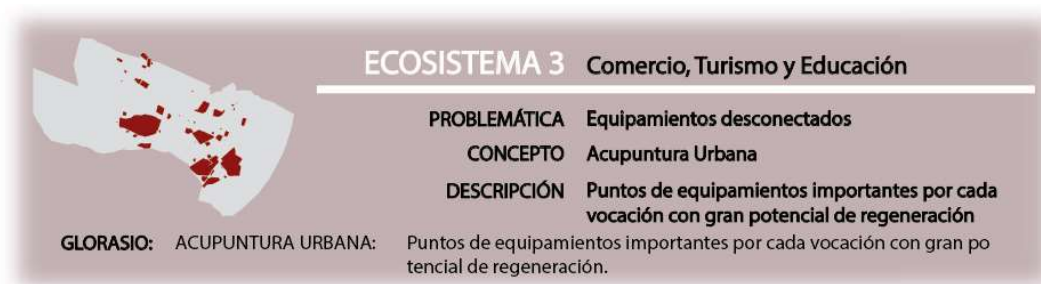 ECOSISTEMA 3 Comercio, Turismo y Educación
PROBLEMÁTICA Equipamientos desconectados
CONCEPTO Acupuntura Urbana
DESCRIPCIÓN Puntos de equipamientos importantes por cada
vocación con gran potencial de regeneración
GLORASIO: ACUPUNTURA URBANA: Puntos de equipamientos importantes por cada vocación con gran po
tencial de regeneración.